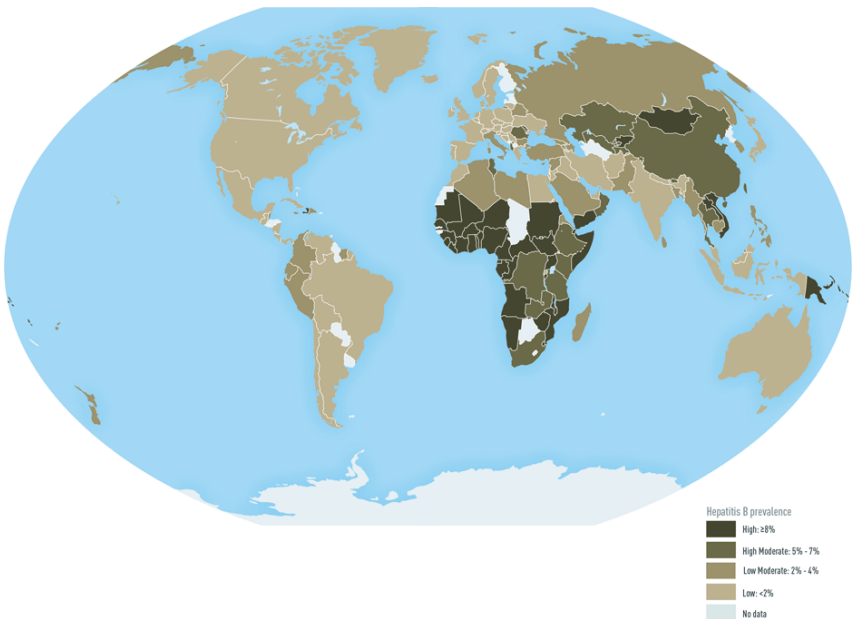 Hepatitis B prevalence
High: ≥8%
High Moderate: 5% - 7%
Low Moderate: 2% - 4%
Low: <2%
No data